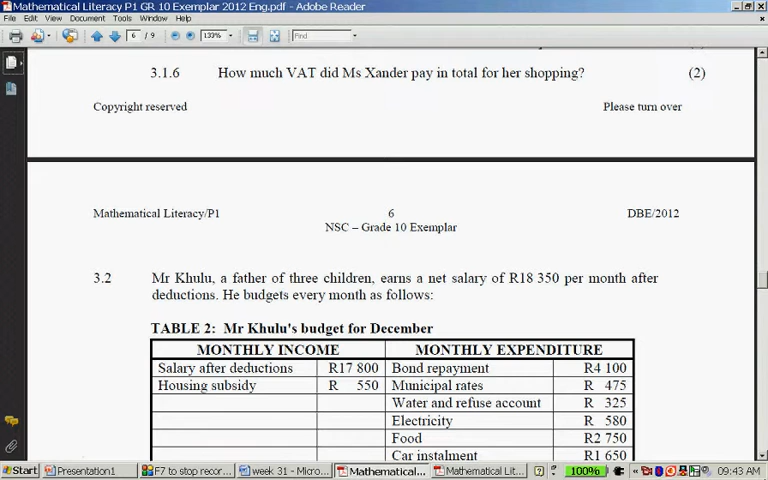 Mathematical Literacy P1 GR 10 Exemplar 2012 Eng.pdf - Adobe Reader
File Edit View Document Tools Window Help
6 / 9 133% Find
3.1.6 How much VAT did Ms Xander pay in total for her shopping? (2)
Copyright reserved Please turn over
Mathematical Literacy/P1 6 DBE/2012
NSC – Grade 10 Exemplar
3.2 Mr Khulu, a father of three children, earns a net salary of R18 350 per month after
deductions. He budgets every month as follows:
TABLE 2: Mr Khulu's budget for December
MONTHLY INCOME MONTHLY EXPENDITURE
Salary after deductions R17 800 Bond repayment R4 100
Housing subsidy R 550 Municipal rates R 475
Water and refuse account R 325
Electricity R 580
Food R2 750
Car instalment R1 650
Start Presentation1 F7 to stop recor... week 31 - Micro... Mathematical... Mathematical Lit... 100% 09:43 AM